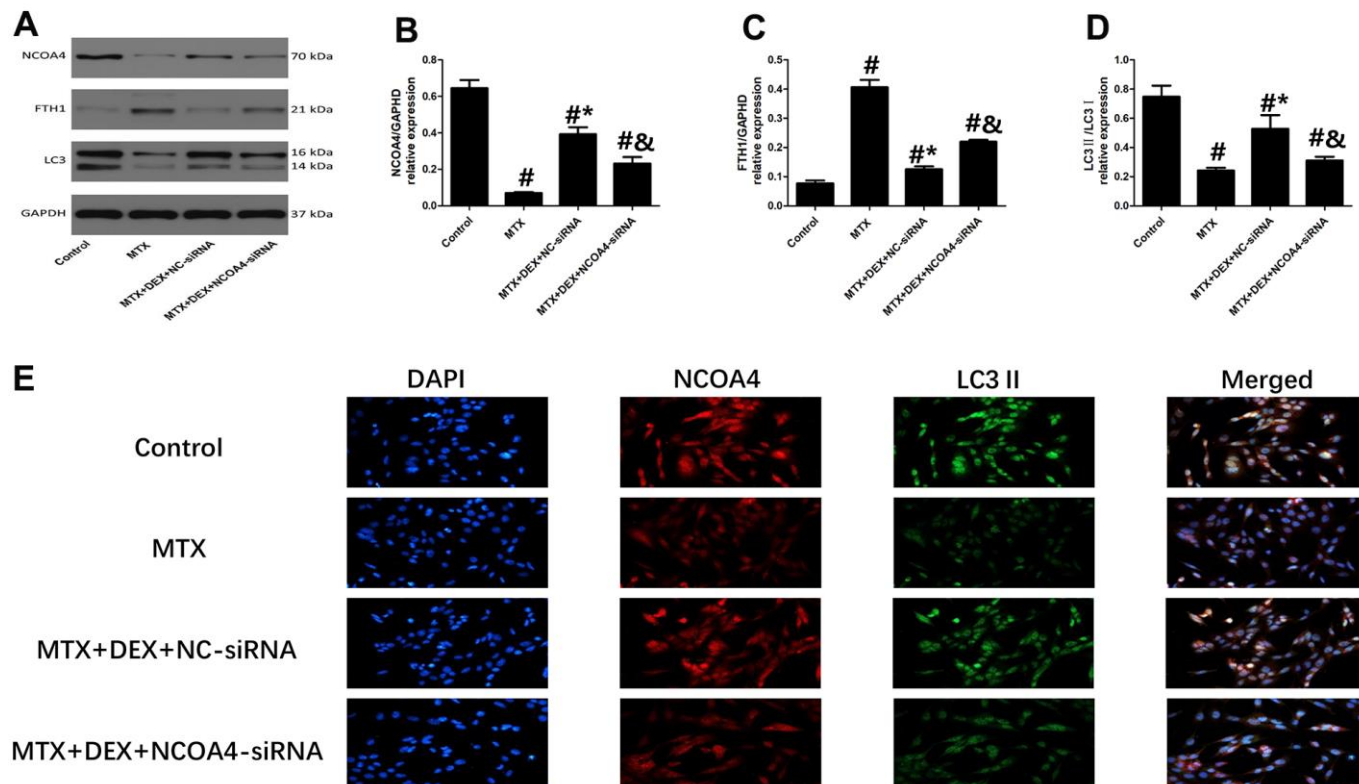 A
NCOA4
70 kDa
FTH1
21 kDa
LC3
16 kDa
14 kDa
GAPDH
37 kDa
Control
MTX
MTX+DEX+NC-siRNA
MTX+DEX+NCOA4-siRNA
B
NCOA4/GAPHD
relative expression
0.8
0.6
0.4
0.2
0.0
#
#*
#&
Control
MTX
MTX+DEX+NC-siRNA
MTX+DEX+NCOA4-siRNA
C
FTH1/GAPHD
relative expression
0.5
0.4
0.3
0.2
0.1
0.0
#
#*
#&
Control
MTX
MTX+DEX+NC-siRNA
MTX+DEX+NCOA4-siRNA
D
LC3Ⅱ/LC3Ⅰ
relative expression
1.0
0.8
0.6
0.4
0.2
0.0
#
#*
#&
Control
MTX
MTX+DEX+NC-siRNA
MTX+DEX+NCOA4-siRNA
E
DAPI NCOA4 LC3Ⅱ Merged
Control
MTX
MTX+DEX+NC-siRNA
MTX+DEX+NCOA4-siRNA